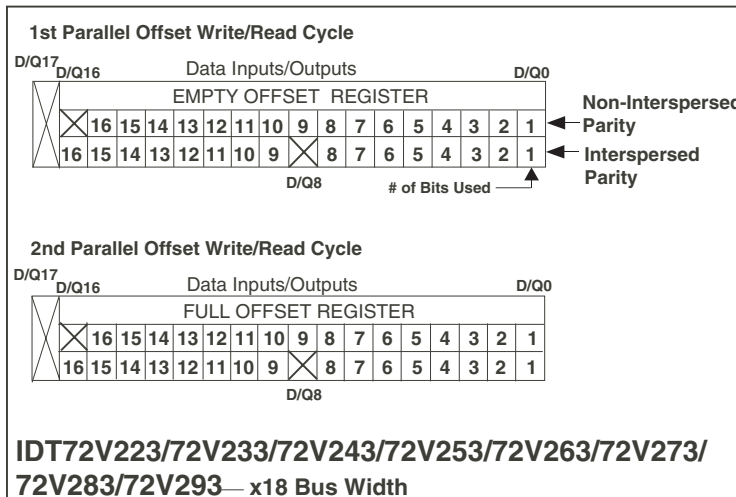 1st Parallel Offset Write/Read Cycle
D/Q17 D/Q16 Data Inputs/Outputs D/Q0
EMPTY OFFSET REGISTER
16 15 14 13 12 11 10 9 8 7 6 5 4 3 2 1
Non-Interspersed
Parity
16 15 14 13 12 11 10 9 8 7 6 5 4 3 2 1
Interspersed
Parity
D/Q8
# of Bits Used
2nd Parallel Offset Write/Read Cycle
D/Q17 D/Q16 Data Inputs/Outputs D/Q0
FULL OFFSET REGISTER
16 15 14 13 12 11 10 9 8 7 6 5 4 3 2 1
16 15 14 13 12 11 10 9 8 7 6 5 4 3 2 1
D/Q8
IDT72V223/72V233/72V243/72V253/72V263/72V273/
72V283/72V293— x18 Bus Width